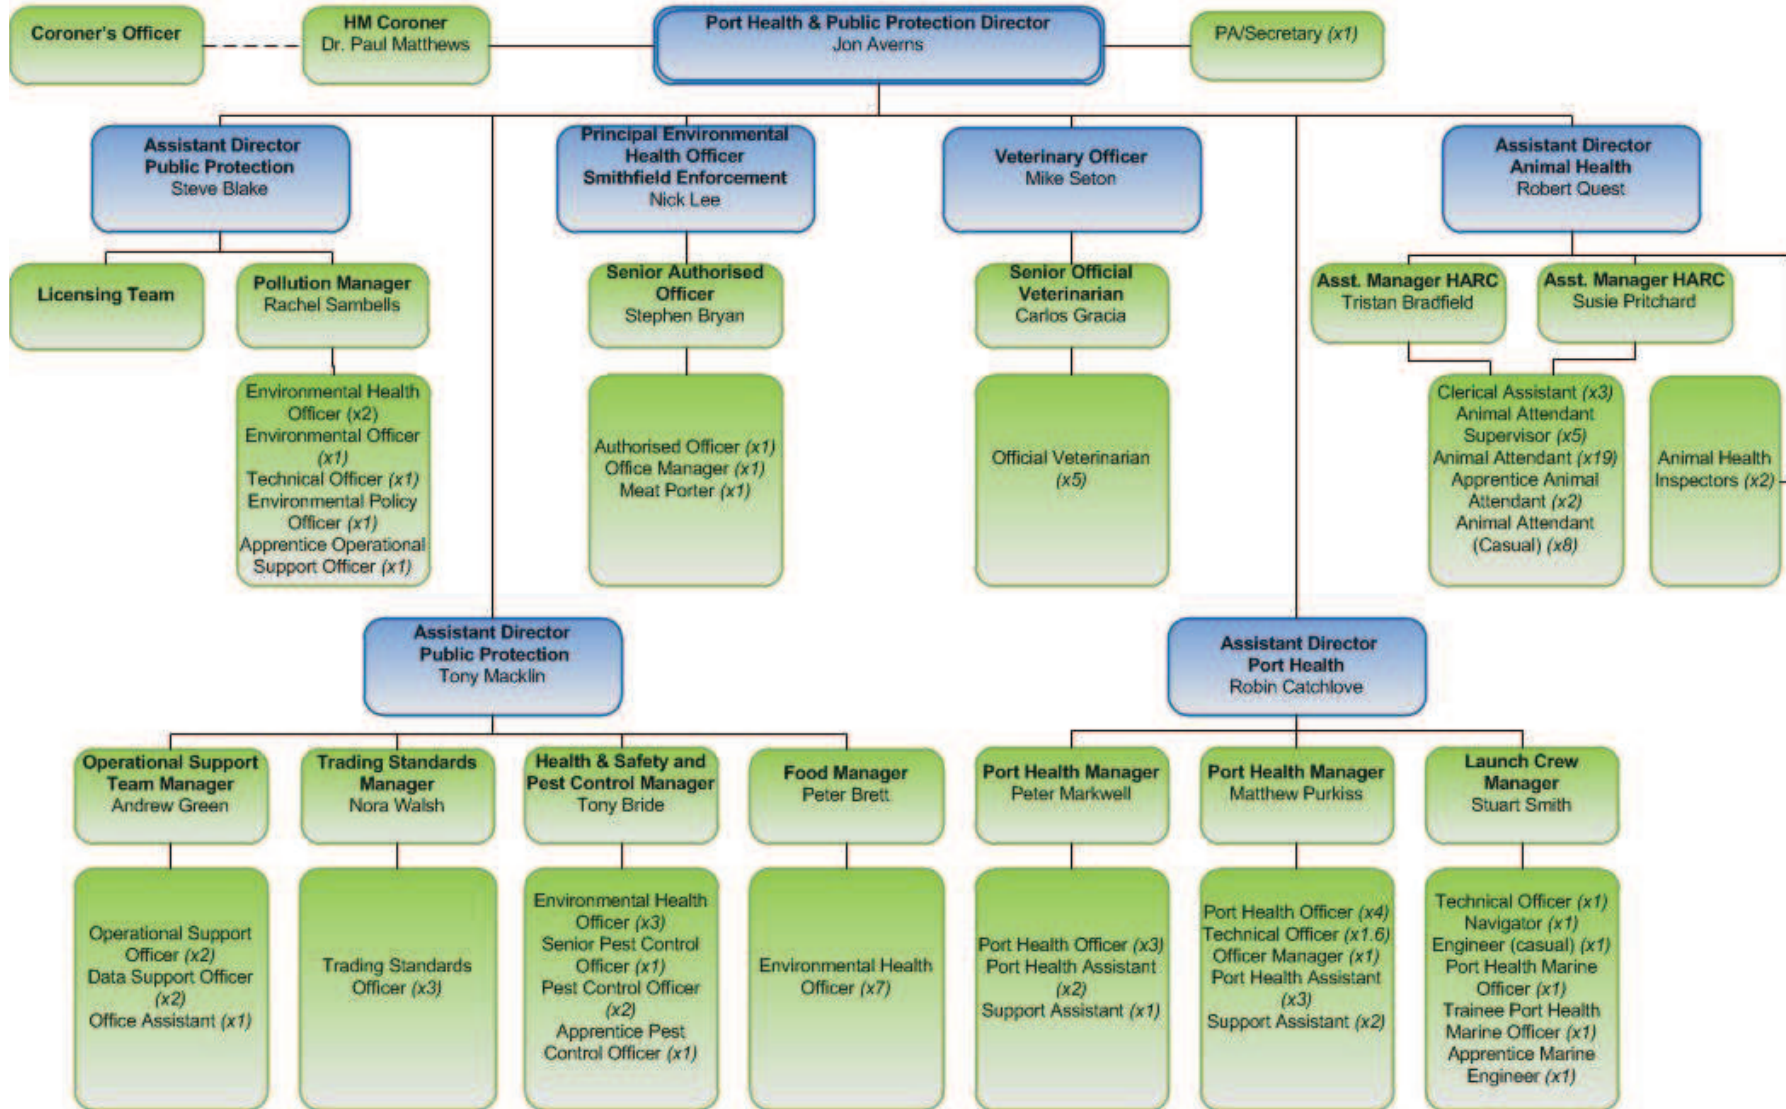 Coroner's Officer
HM Coroner
Dr. Paul Matthews
Port Health & Public Protection Director
Jon Averns
PA/Secretary (x1)
Assistant Director
Public Protection
Steve Blake
Principal Environmental
Health Officer
Smithfield Enforcement
Nick Lee
Veterinary Officer
Mike Seton
Assistant Director
Animal Health
Robert Quest
Licensing Team
Pollution Manager
Rachel Sambells
Senior Authorised
Officer
Stephen Bryan
Senior Official
Veterinarian
Carlos Gracia
Asst. Manager HARC
Tristan Bradfield
Asst. Manager HARC
Susie Pritchard
Environmental Health
Officer (x2)
Environmental Officer
(x1)
Technical Officer (x1)
Environmental Policy
Officer (x1)
Apprentice Operational
Support Officer (x1)
Authorised Officer (x1)
Office Manager (x1)
Meat Porter (x1)
Official Veterinarian
(x5)
Clerical Assistant (x3)
Animal Attendant
Supervisor (x5)
Animal Attendant (x19)
Apprentice Animal
Attendant (x2)
Animal Attendant
(Casual) (x8)
Animal Health
Inspectors (x2)
Assistant Director
Public Protection
Tony Macklin
Assistant Director
Port Health
Robin Catchlove
Operational Support
Team Manager
Andrew Green
Trading Standards
Manager
Nora Walsh
Health & Safety and
Pest Control Manager
Tony Bride
Food Manager
Peter Brett
Port Health Manager
Peter Markwell
Port Health Manager
Matthew Purkiss
Launch Crew
Manager
Stuart Smith
Operational Support
Officer (x2)
Data Support Officer
(x2)
Office Assistant (x1)
Trading Standards
Officer (x3)
Environmental Health
Officer (x3)
Senior Pest Control
Officer (x1)
Pest Control Officer
(x2)
Apprentice Pest
Control Officer (x1)
Environmental Health
Officer (x7)
Port Health Officer (x3)
Port Health Assistant
(x2)
Support Assistant (x1)
Port Health Officer (x4)
Technical Officer (x1.6)
Officer Manager (x1)
Port Health Assistant
(x3)
Support Assistant (x2)
Technical Officer (x1)
Navigator (x1)
Engineer (casual) (x1)
Port Health Marine
Officer (x1)
Trainee Port Health
Marine Officer (x1)
Apprentice Marine
Engineer (x1)